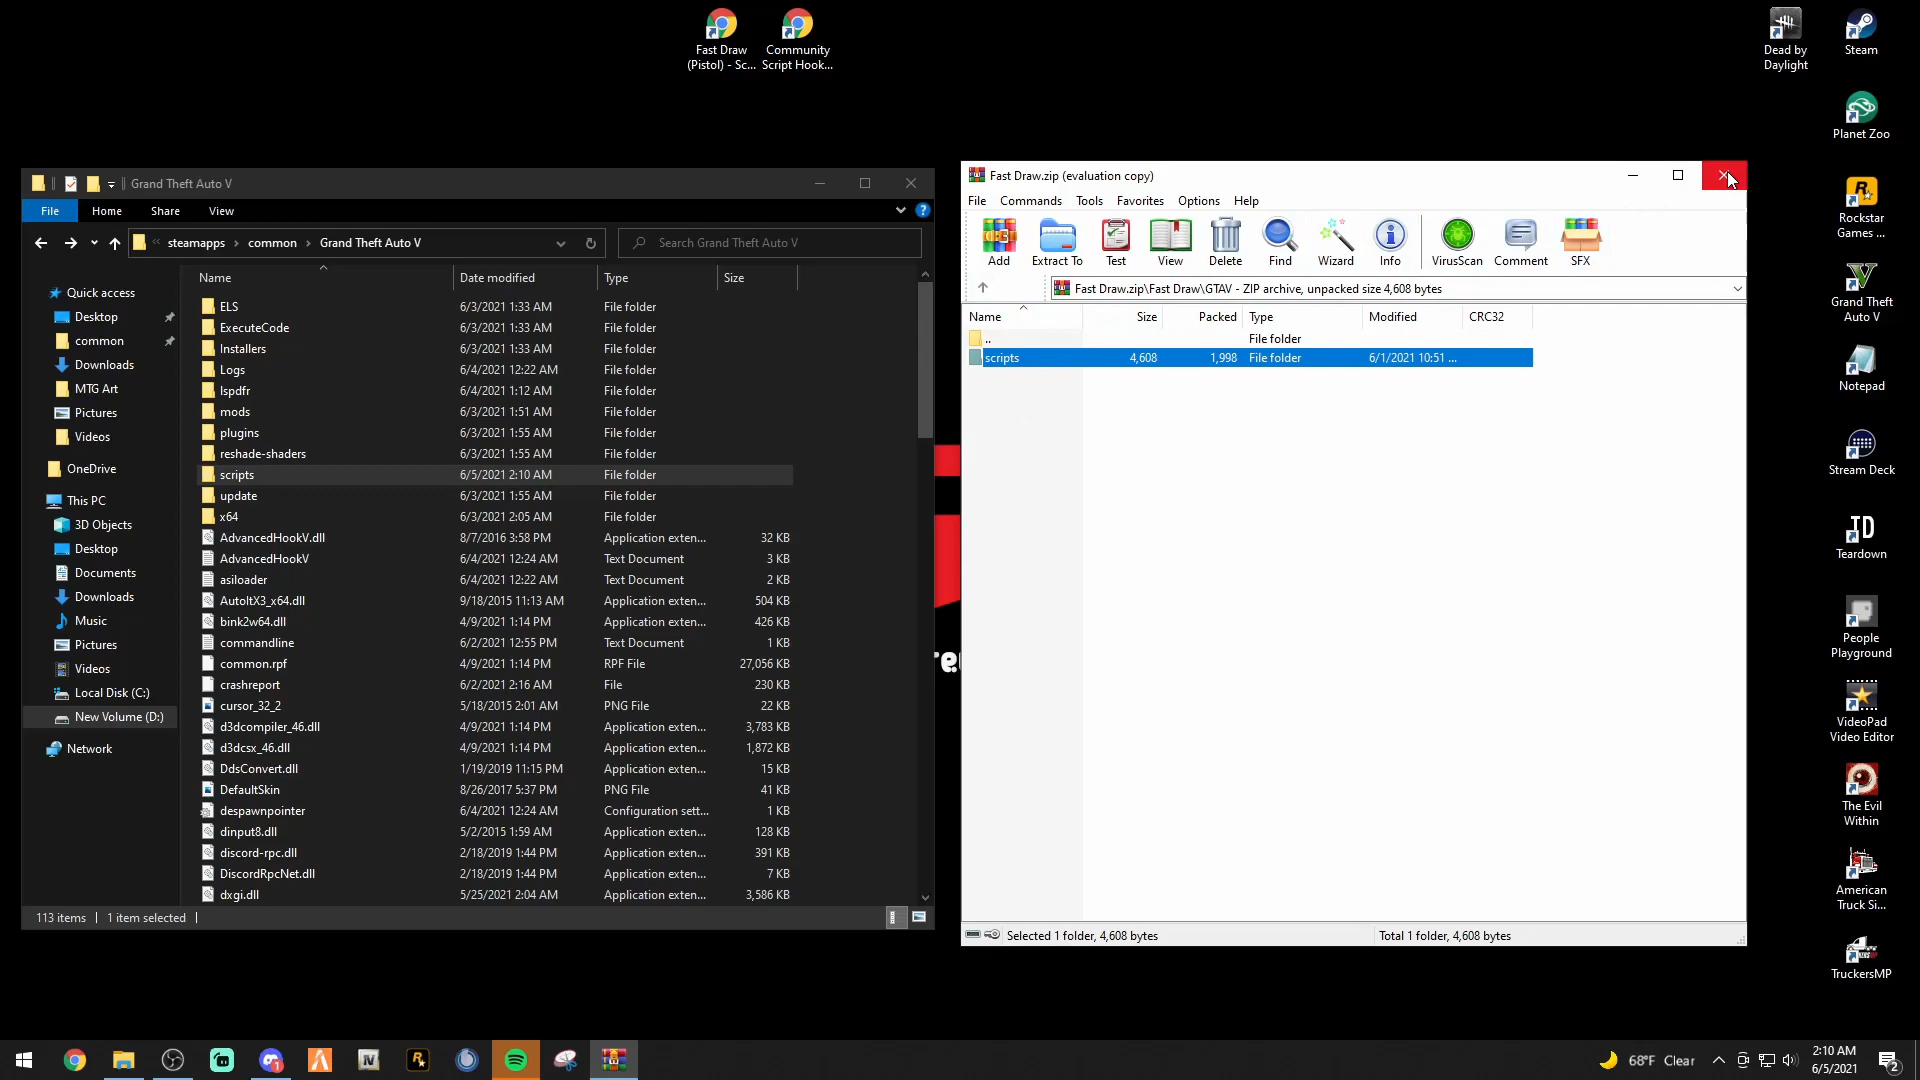 Fast Draw
(Pistol) - Sc...
Community
Script Hook...
Dead by
Daylight
Steam
Planet Zoo
Rockstar
Games ...
Grand Theft
Auto V
Notepad
Stream Deck
Teardown
People
Playground
VideoPad
Video Editor
The Evil
Within
American
Truck Si...
TruckersMP
Grand Theft Auto V
File Home Share View
steamapps common Grand Theft Auto V
Search Grand Theft Auto V
Name Date modified Type Size
Quick access
Desktop
common
Downloads
MTG Art
Pictures
Videos
OneDrive
This PC
3D Objects
Desktop
Documents
Downloads
Music
Pictures
Videos
Local Disk (C:)
New Volume (D:)
Network
ELS 6/3/2021 1:33 AM File folder
ExecuteCode 6/3/2021 1:33 AM File folder
Installers 6/3/2021 1:33 AM File folder
Logs 6/4/2021 12:22 AM File folder
lspdfr 6/4/2021 1:12 AM File folder
mods 6/3/2021 1:51 AM File folder
plugins 6/3/2021 1:55 AM File folder
reshade-shaders 6/3/2021 1:55 AM File folder
scripts 6/5/2021 2:10 AM File folder
update 6/3/2021 1:55 AM File folder
x64 6/3/2021 2:05 AM File folder
AdvancedHookV.dll 8/7/2016 3:58 PM Application exten... 32 KB
AdvancedHookV 6/4/2021 12:24 AM Text Document 3 KB
asiloader 6/4/2021 12:22 AM Text Document 2 KB
AutoItX3_x64.dll 9/18/2015 11:13 AM Application exten... 504 KB
bink2w64.dll 4/9/2021 1:14 PM Application exten... 426 KB
commandline 6/2/2021 12:55 PM Text Document 1 KB
common.rpf 4/9/2021 1:14 PM RPF File 27,056 KB
crashreport 6/2/2021 2:16 AM File 230 KB
cursor_32_2 5/18/2015 2:01 AM PNG File 22 KB
d3dcompiler_46.dll 4/9/2021 1:14 PM Application exten... 3,783 KB
d3dcsx_46.dll 4/9/2021 1:14 PM Application exten... 1,872 KB
DdsConvert.dll 1/19/2019 11:15 PM Application exten... 15 KB
DefaultSkin 8/26/2017 5:37 PM PNG File 41 KB
despawnpointer 6/4/2021 12:24 AM Configuration sett... 1 KB
dinput8.dll 5/2/2015 1:59 AM Application exten... 128 KB
discord-rpc.dll 2/18/2019 1:44 PM Application exten... 391 KB
DiscordRpcNet.dll 2/18/2019 1:44 PM Application exten... 7 KB
dxgi.dll 5/25/2021 2:04 AM Application exten... 3,586 KB
113 items 1 item selected
Fast Draw.zip (evaluation copy)
File Commands Tools Favorites Options Help
Add Extract To Test View Delete Find Wizard Info VirusScan Comment SFX
Fast Draw.zip\Fast Draw\GTAV - ZIP archive, unpacked size 4,608 bytes
Name Size Packed Type Modified CRC32
.. File folder
scripts 4,608 1,998 File folder 6/1/2021 10:51 ...
Selected 1 folder, 4,608 bytes
Total 1 folder, 4,608 bytes
68°F Clear
2:10 AM
6/5/2021
2